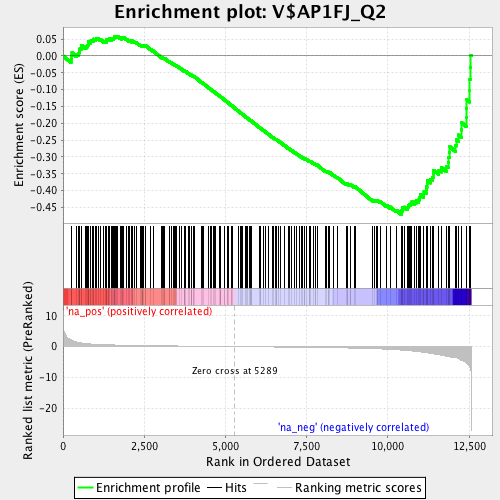 Enrichment plot: V$AP1FJ_Q2
Enrichment score (ES)
0.05
0.00
-0.05
-0.10
-0.15
-0.20
-0.25
-0.30
-0.35
-0.40
-0.45
'na_pos' (positively correlated)
Ranked list metric (PreRanked)
10
5
0
-5
-10
-20
Zero cross at 5289
'na_neg' (negatively correlated)
0
2,500
5,000
7,500
10,000
12,500
Rank in Ordered Dataset
Enrichment profile
Hits
Ranking metric scores